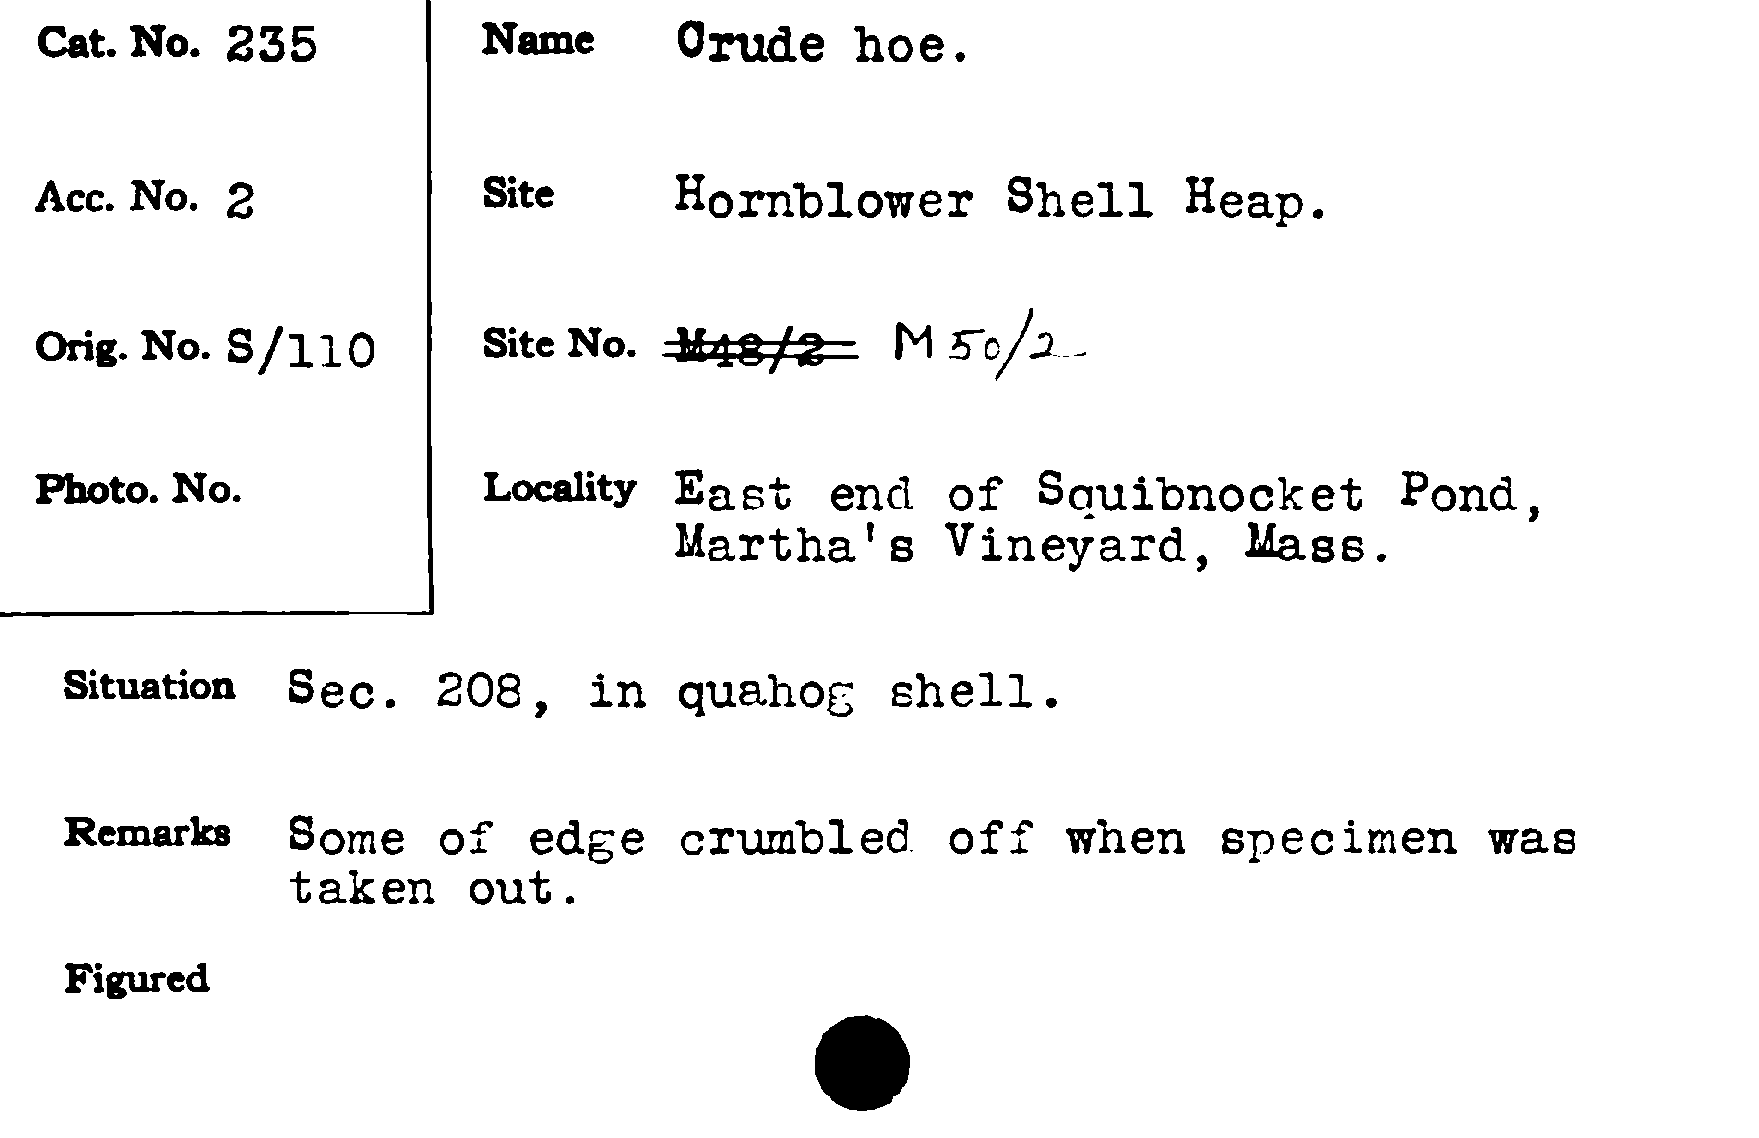 Cat. No. 235
Name Crude hoe.
Acc. No. 2
Site Hornblower Shell Heap.
Orig. No. S/110
Site No. M48/2 M 50/2
Photo. No.
Locality East end of Squibnocket Pond,
Martha's Vineyard, Mass.
Situation Sec. 208, in quahog shell.
Remarks Some of edge crumbled off when specimen was
taken out.
Figured